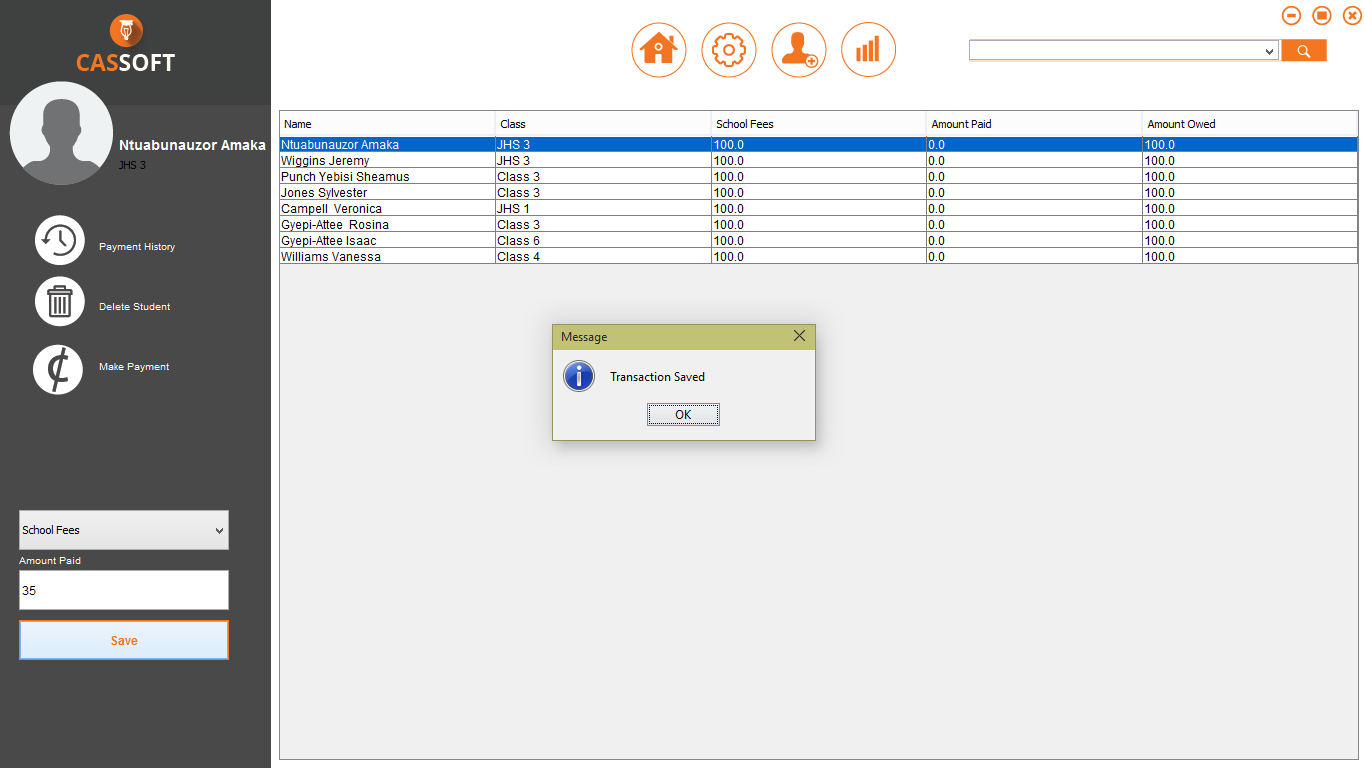 CASSOFT
Ntuabunauzor Amaka
JHS 3
Payment History
Delete Student
Make Payment
School Fees
Amount Paid
35
Save
Name Class School Fees Amount Paid Amount Owed
Ntuabunauzor Amaka JHS 3 100.0 0.0 100.0
Wiggins Jeremy JHS 3 100.0 0.0 100.0
Punch Yebisi Sheamus Class 3 100.0 0.0 100.0
Jones Sylvester Class 3 100.0 0.0 100.0
Campell  Veronica JHS 1 100.0 0.0 100.0
Gyepi-Attee  Rosina Class 3 100.0 0.0 100.0
Gyepi-Attee Isaac Class 6 100.0 0.0 100.0
Williams Vanessa Class 4 100.0 0.0 100.0
Message
Transaction Saved
OK